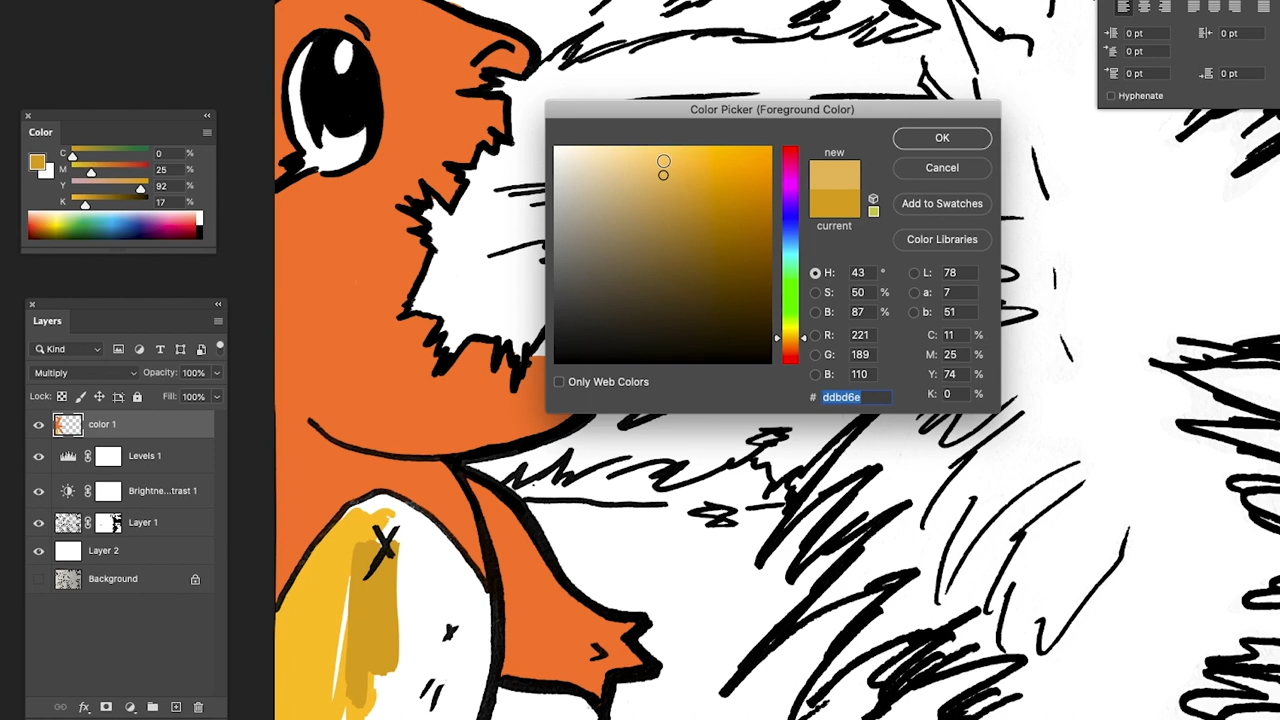 0 pt
0 pt
0 pt
0 pt
0 pt
Hyphenate
Color
C 0 %
M 25 %
Y 92 %
K 17 %
Color Picker (Foreground Color)
new
current
OK
Cancel
Add to Swatches
Color Libraries
H: 43 °
S: 50 %
B: 87 %
R: 221
G: 189
B: 110
# ddbd6e
L: 78
a: 7
b: 51
C: 11 %
M: 25 %
Y: 74 %
K: 0 %
Only Web Colors
Layers
Kind
Multiply Opacity: 100%
Lock: Fill: 100%
color 1
Levels 1
Brightne...trast 1
Layer 1
Layer 2
Background
fx